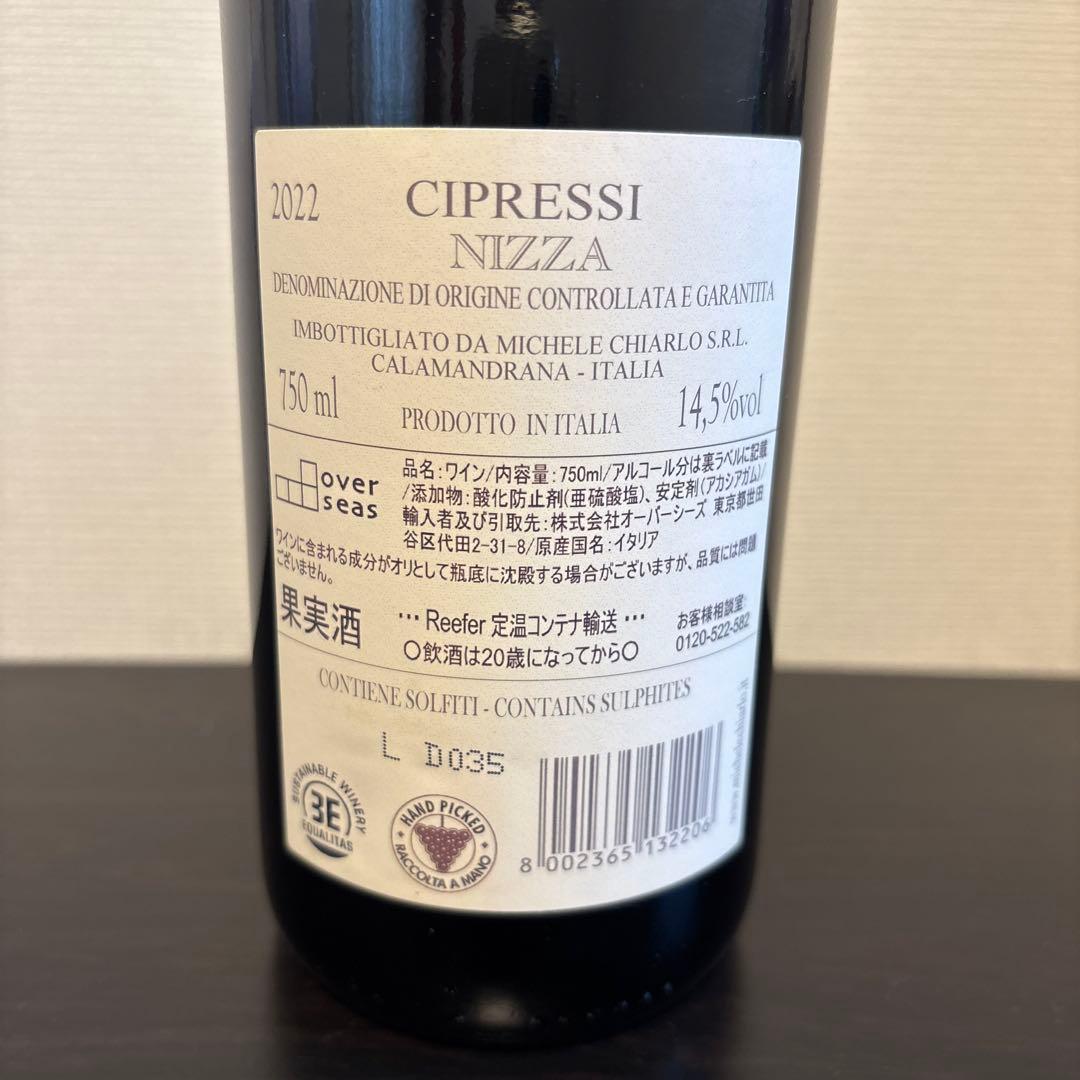 2022 CIPRESSI
NIZZA
DENOMINAZIONE DI ORIGINE CONTROLLATA E GARANTITA
IMBOTTIGLIATO DA MICHELE CHIARLO S.R.L.
CALAMANDRANA - ITALIA
750 ml PRODOTTO IN ITALIA 14,5%vol
over
seas
品名:ワイン/内容量:750ml/アルコール分は裏ラベルに記載
/添加物:酸化防止剤(亜硫酸塩)、安定剤(アカシアガム)/
輸入者及び引取先:株式会社オーバーシーズ 東京都世田
谷区代田2-31-8/原産国名:イタリア
ワインに含まれる成分がオリとして瓶底に沈殿する場合がございますが、品質には問題
ございません。
果実酒
… Reefer 定温コンテナ輸送 …
〇飲酒は20歳になってから〇
お客様相談室:
0120-522-582
CONTIENE SOLFITI - CONTAINS SULPHITES
L D035
SUSTAINABLE WINERY
3E
EQUALITAS
HAND PICKED
RACCOLTA A MANO
8 002365 132206
www.michelechiarlo.it